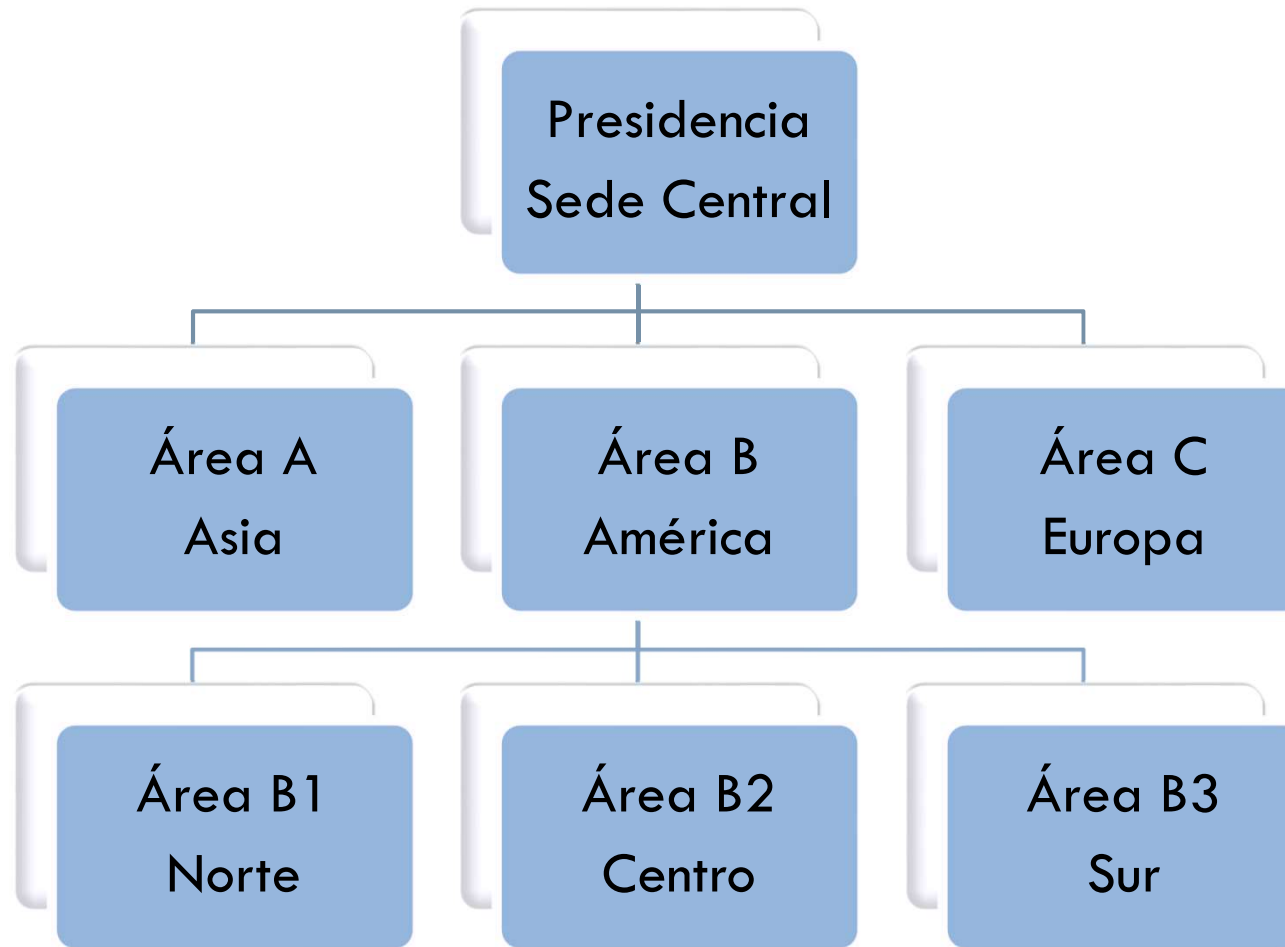 Presidencia
Sede Central
Área A
Asia
Área B
América
Área C
Europa
Área B1
Norte
Área B2
Centro
Área B3
Sur